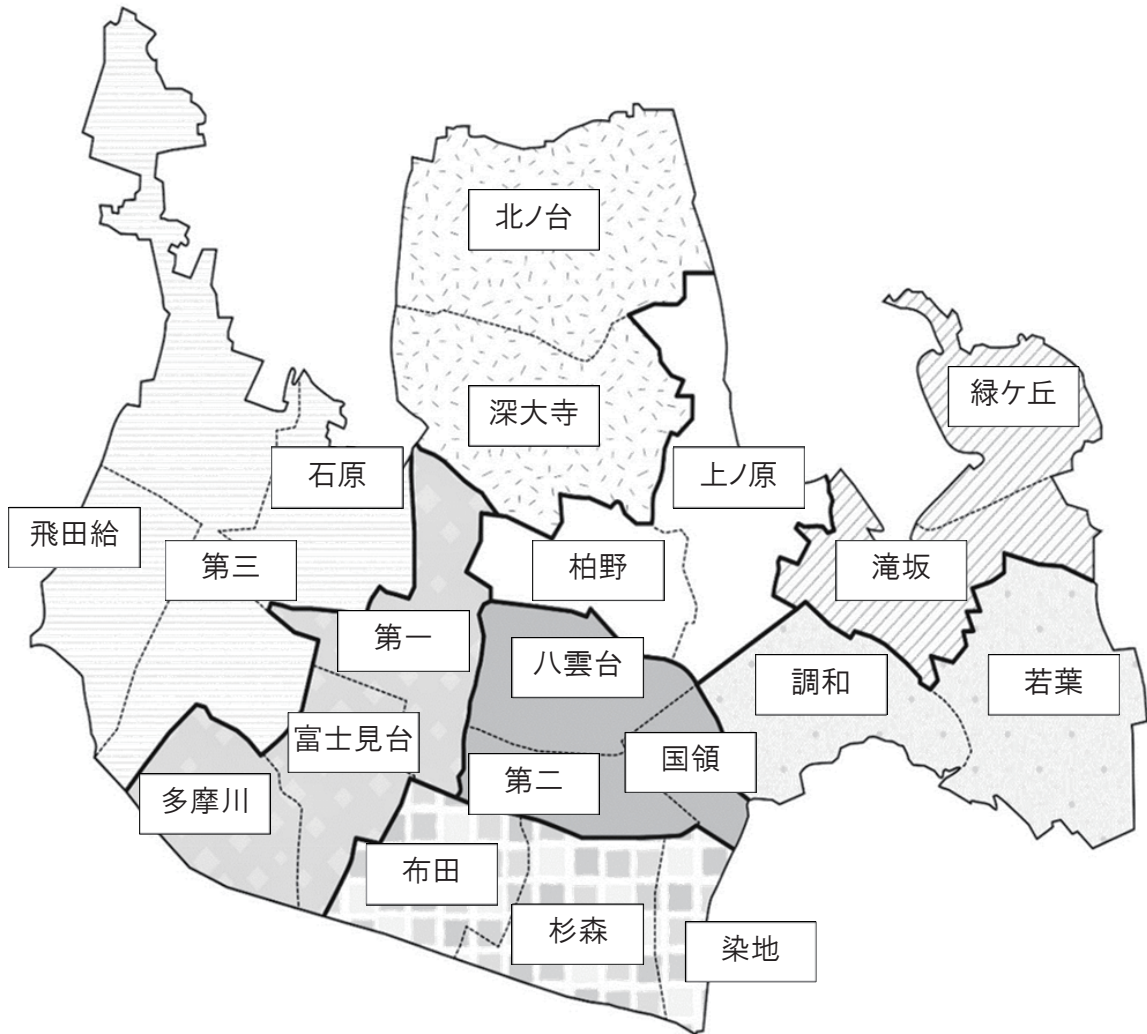 北ノ台
緑ケ丘
深大寺
石原
上ノ原
飛田給
第三
柏野
滝坂
第一
八雲台
調和
若葉
富士見台
国領
多摩川
第二
布田
杉森
染地